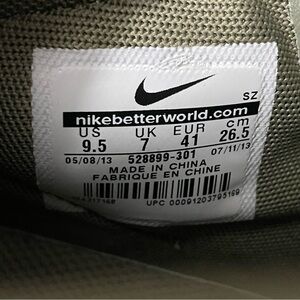 SZ
nikebetterworld.com
US UK EUR cm
9.5 7 41 26.5
05/08/13 528899-301 07/11/13
MADE IN CHINA
FABRIQUE EN CHINE
UPC 00091203795169